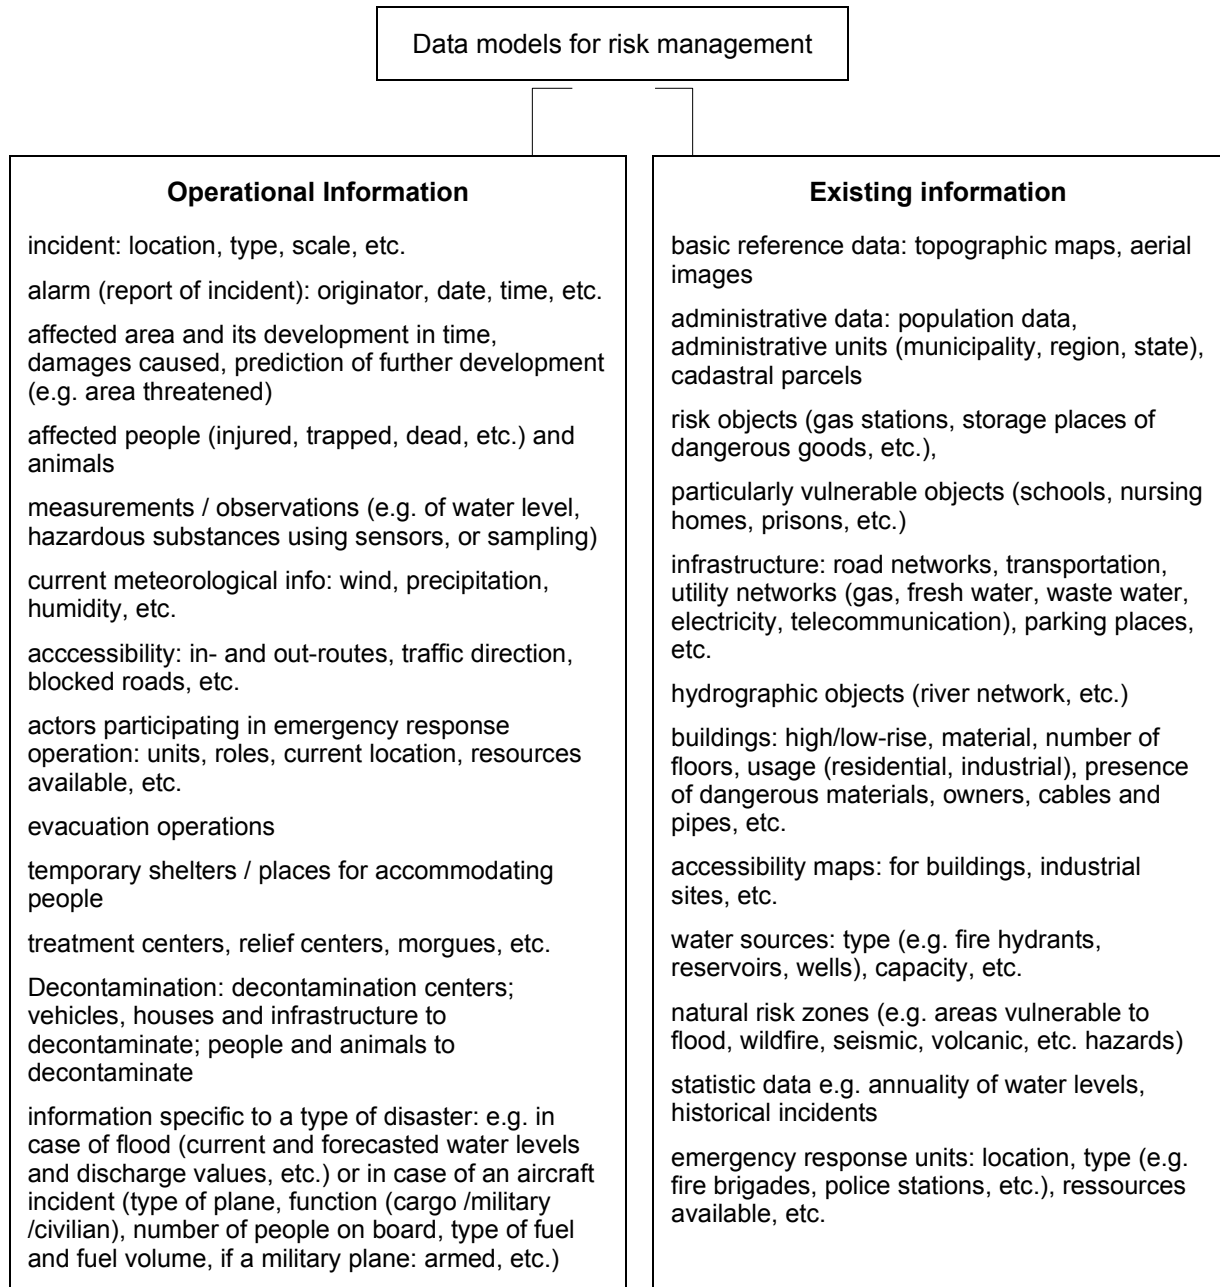 Data models for risk management
Operational Information
incident: location, type, scale, etc.
alarm (report of incident): originator, date, time, etc.
affected area and its development in time,
damages caused, prediction of further development
(e.g. area threatened)
affected people (injured, trapped, dead, etc.) and
animals
measurements / observations (e.g. of water level,
hazardous substances using sensors, or sampling)
current meteorological info: wind, precipitation,
humidity, etc.
acccessibility: in- and out-routes, traffic direction,
blocked roads, etc.
actors participating in emergency response
operation: units, roles, current location, resources
available, etc.
evacuation operations
temporary shelters / places for accommodating
people
treatment centers, relief centers, morgues, etc.
Decontamination: decontamination centers;
vehicles, houses and infrastructure to
decontaminate; people and animals to
decontaminate
information specific to a type of disaster: e.g. in
case of flood (current and forecasted water levels
and discharge values, etc.) or in case of an aircraft
incident (type of plane, function (cargo /military
/civilian), number of people on board, type of fuel
and fuel volume, if a military plane: armed, etc.)
Existing information
basic reference data: topographic maps, aerial
images
administrative data: population data,
administrative units (municipality, region, state),
cadastral parcels
risk objects (gas stations, storage places of
dangerous goods, etc.),
particularly vulnerable objects (schools, nursing
homes, prisons, etc.)
infrastructure: road networks, transportation,
utility networks (gas, fresh water, waste water,
electricity, telecommunication), parking places,
etc.
hydrographic objects (river network, etc.)
buildings: high/low-rise, material, number of
floors, usage (residential, industrial), presence
of dangerous materials, owners, cables and
pipes, etc.
accessibility maps: for buildings, industrial
sites, etc.
water sources: type (e.g. fire hydrants,
reservoirs, wells), capacity, etc.
natural risk zones (e.g. areas vulnerable to
flood, wildfire, seismic, volcanic, etc. hazards)
statistic data e.g. annuality of water levels,
historical incidents
emergency response units: location, type (e.g.
fire brigades, police stations, etc.), ressources
available, etc.